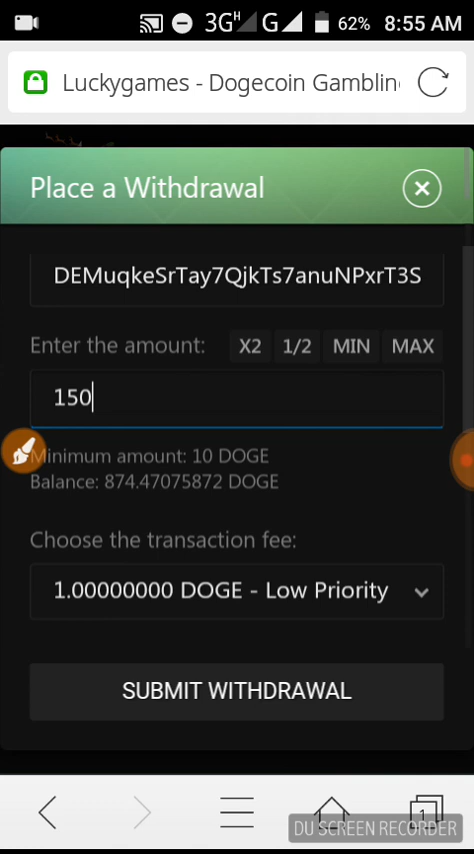 3G H G 62% 8:55 AM
Luckygames - Dogecoin Gambling
Place a Withdrawal
DEMuqkeSrTay7QjkTs7anuNPxrT3S
Enter the amount: X2 1/2 MIN MAX
150
Minimum amount: 10 DOGE
Balance: 874.47075872 DOGE
Choose the transaction fee:
1.00000000 DOGE - Low Priority
SUBMIT WITHDRAWAL
1
DU SCREEN RECORDER